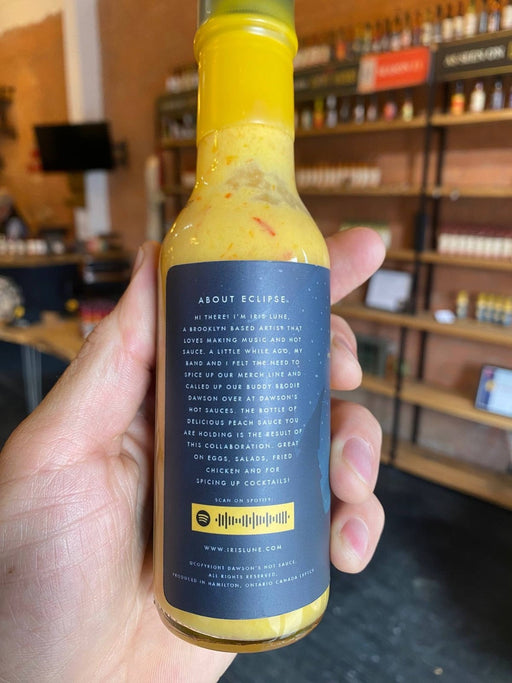 ABOUT ECLIPSE.
HI THERE! I'M IRIS LUNE,
A BROOKLYN BASED ARTIST THAT
LOVES MAKING MUSIC AND HOT
SAUCE. A LITTLE WHILE AGO, MY
BAND AND I FELT THE NEED TO
SPICE UP OUR MERCH LINE AND
CALLED UP OUR BUDDY BRODIE
DAWSON OVER AT DAWSON'S
HOT SAUCES. THE BOTTLE OF
DELICIOUS PEACH SAUCE YOU
ARE HOLDING IS THE RESULT OF
THIS COLLABORATION. GREAT
ON EGGS, SALADS, FRIED
CHICKEN AND FOR
SPICING UP COCKTAILS!
SCAN ON SPOTIFY:
WWW.IRISLUNE.COM
©COPYRIGHT DAWSON'S HOT SAUCE.
ALL RIGHTS RESERVED.
PRODUCED IN HAMILTON, ONTARIO CANADA
AS SEEN ON